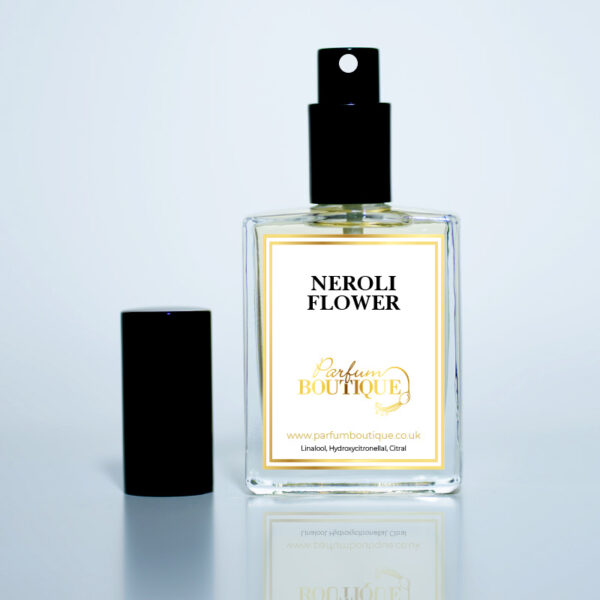 NEROLI
FLOWER
Parfum
BOUTIQUE
www.parfumboutique.co.uk
Linalool, Hydroxycitronellal, Citral